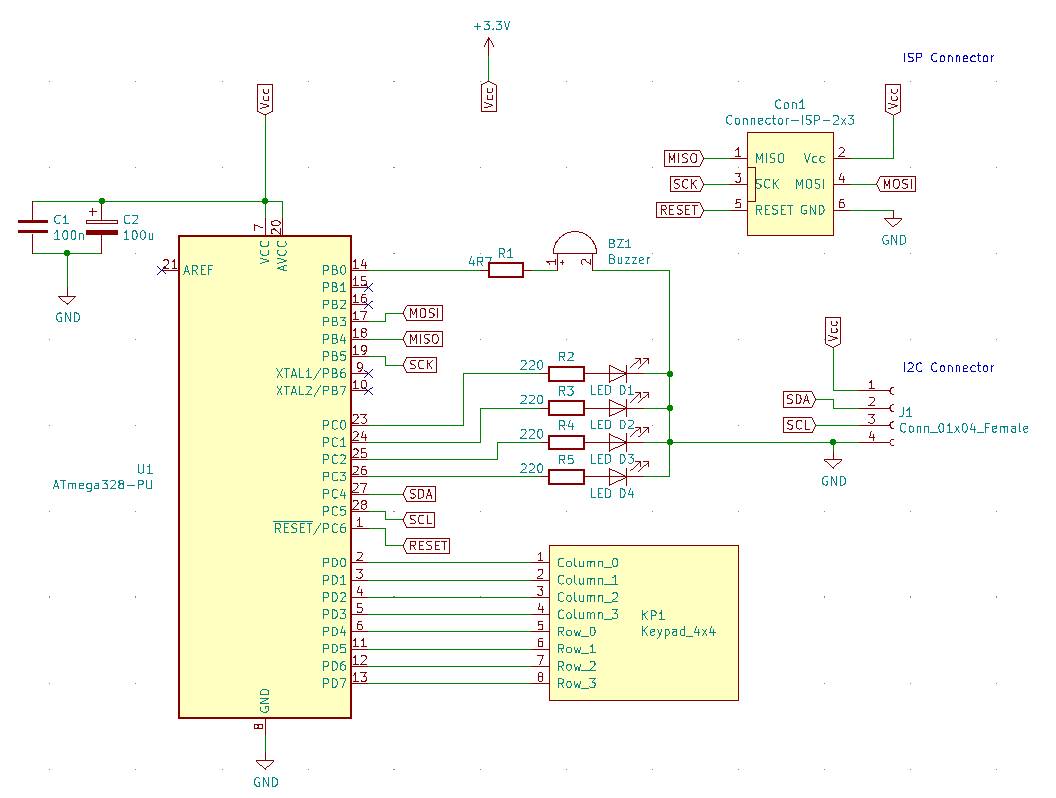 +3.3V
Vcc
Vcc
ISP Connector
Con1
Connector-ISP-2x3
Vcc
MISO 1 MISO Vcc 2
SCK 3 SCK MOSI 4 MOSI
RESET 5 RESET GND 6
GND
C1
100n
+ C2
100u
GND
7 20
VCC AVCC
21 AREF
U1
ATmega328-PU
PB0 14
PB1 15
PB2 16
PB3 17 MOSI
PB4 18 MISO
PB5 19 SCK
XTAL1/PB6 9
XTAL2/PB7 10
PC0 23
PC1 24
PC2 25
PC3 26
PC4 27 SDA
PC5 28 SCL
RESET/PC6 1 RESET
PD0 2
PD1 3
PD2 4
PD3 5
PD4 6
PD5 11
PD6 12
PD7 13
GND
8
GND
4R7 R1
BZ1
Buzzer
1 + 2
220 R2
LED D1
220 R3
LED D2
220 R4
LED D3
220 R5
LED D4
Vcc
I2C Connector
1
SDA 2
SCL 3
4
J1
Conn_01x04_Female
GND
1 Column_0
2 Column_1
3 Column_2
4 Column_3
5 Row_0
6 Row_1
7 Row_2
8 Row_3
KP1
Keypad_4x4